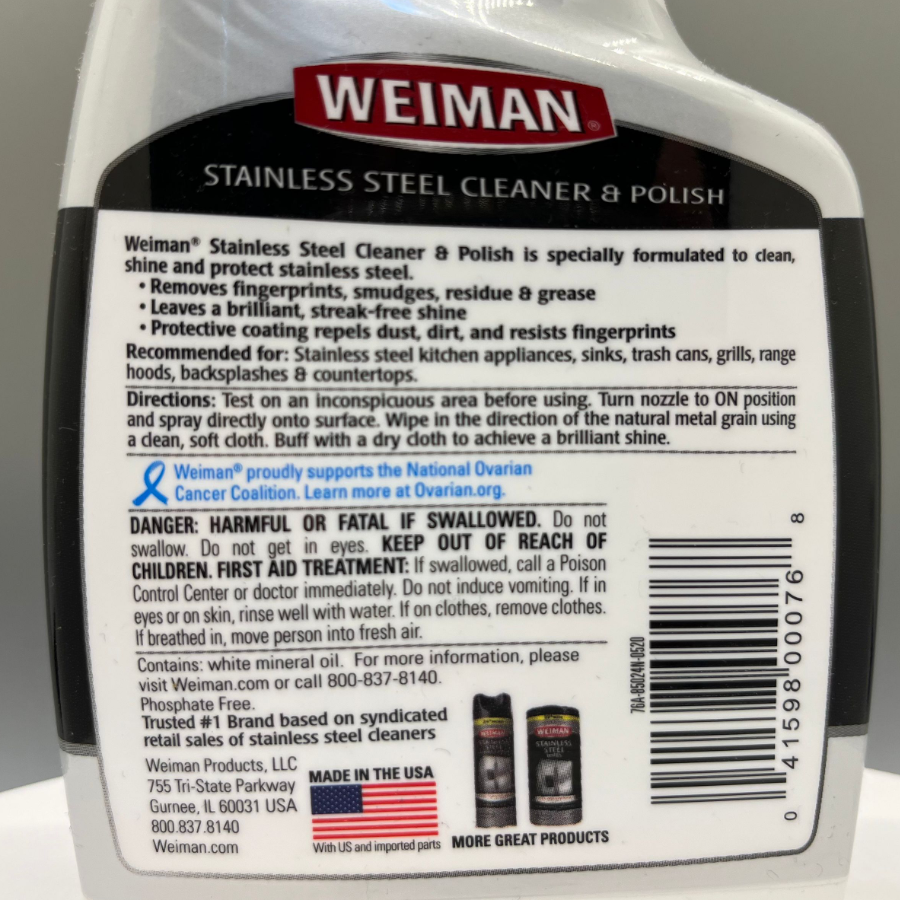 WEIMAN®
STAINLESS STEEL CLEANER & POLISH
Weiman® Stainless Steel Cleaner & Polish is specially formulated to clean,
shine and protect stainless steel.
• Removes fingerprints, smudges, residue & grease
• Leaves a brilliant, streak-free shine
• Protective coating repels dust, dirt, and resists fingerprints
Recommended for: Stainless steel kitchen appliances, sinks, trash cans, grills, range
hoods, backsplashes & countertops.
Directions: Test on an inconspicuous area before using. Turn nozzle to ON position
and spray directly onto surface. Wipe in the direction of the natural metal grain using
a clean, soft cloth. Buff with a dry cloth to achieve a brilliant shine.
Weiman® proudly supports the National Ovarian
Cancer Coalition. Learn more at Ovarian.org.
DANGER: HARMFUL OR FATAL IF SWALLOWED. Do not
swallow. Do not get in eyes. KEEP OUT OF REACH OF
CHILDREN. FIRST AID TREATMENT: If swallowed, call a Poison
Control Center or doctor immediately. Do not induce vomiting. If in
eyes or on skin, rinse well with water. If on clothes, remove clothes.
If breathed in, move person into fresh air.
Contains: white mineral oil. For more information, please
visit Weiman.com or call 800-837-8140.
Phosphate Free.
Trusted #1 Brand based on syndicated
retail sales of stainless steel cleaners
Weiman Products, LLC
755 Tri-State Parkway
Gurnee, IL 60031 USA
800.837.8140
Weiman.com
MADE IN THE USA
With US and imported parts
WEIMAN
WEIMAN
STAINLESS
STEEL
MORE GREAT PRODUCTS
76A-85024N-0520
0 41598 00076 8